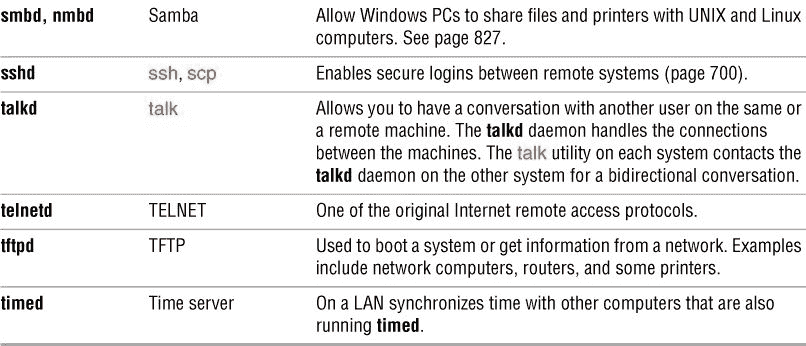 smbd, nmbd Samba Allow Windows PCs to share files and printers with UNIX and Linux
computers. See page 827.
sshd ssh, scp Enables secure logins between remote systems (page 700).
talkd talk Allows you to have a conversation with another user on the same or
a remote machine. The talkd daemon handles the connections
between the machines. The talk utility on each system contacts the
talkd daemon on the other system for a bidirectional conversation.
telnetd TELNET One of the original Internet remote access protocols.
tftpd TFTP Used to boot a system or get information from a network. Examples
include network computers, routers, and some printers.
timed Time server On a LAN synchronizes time with other computers that are also
running timed.